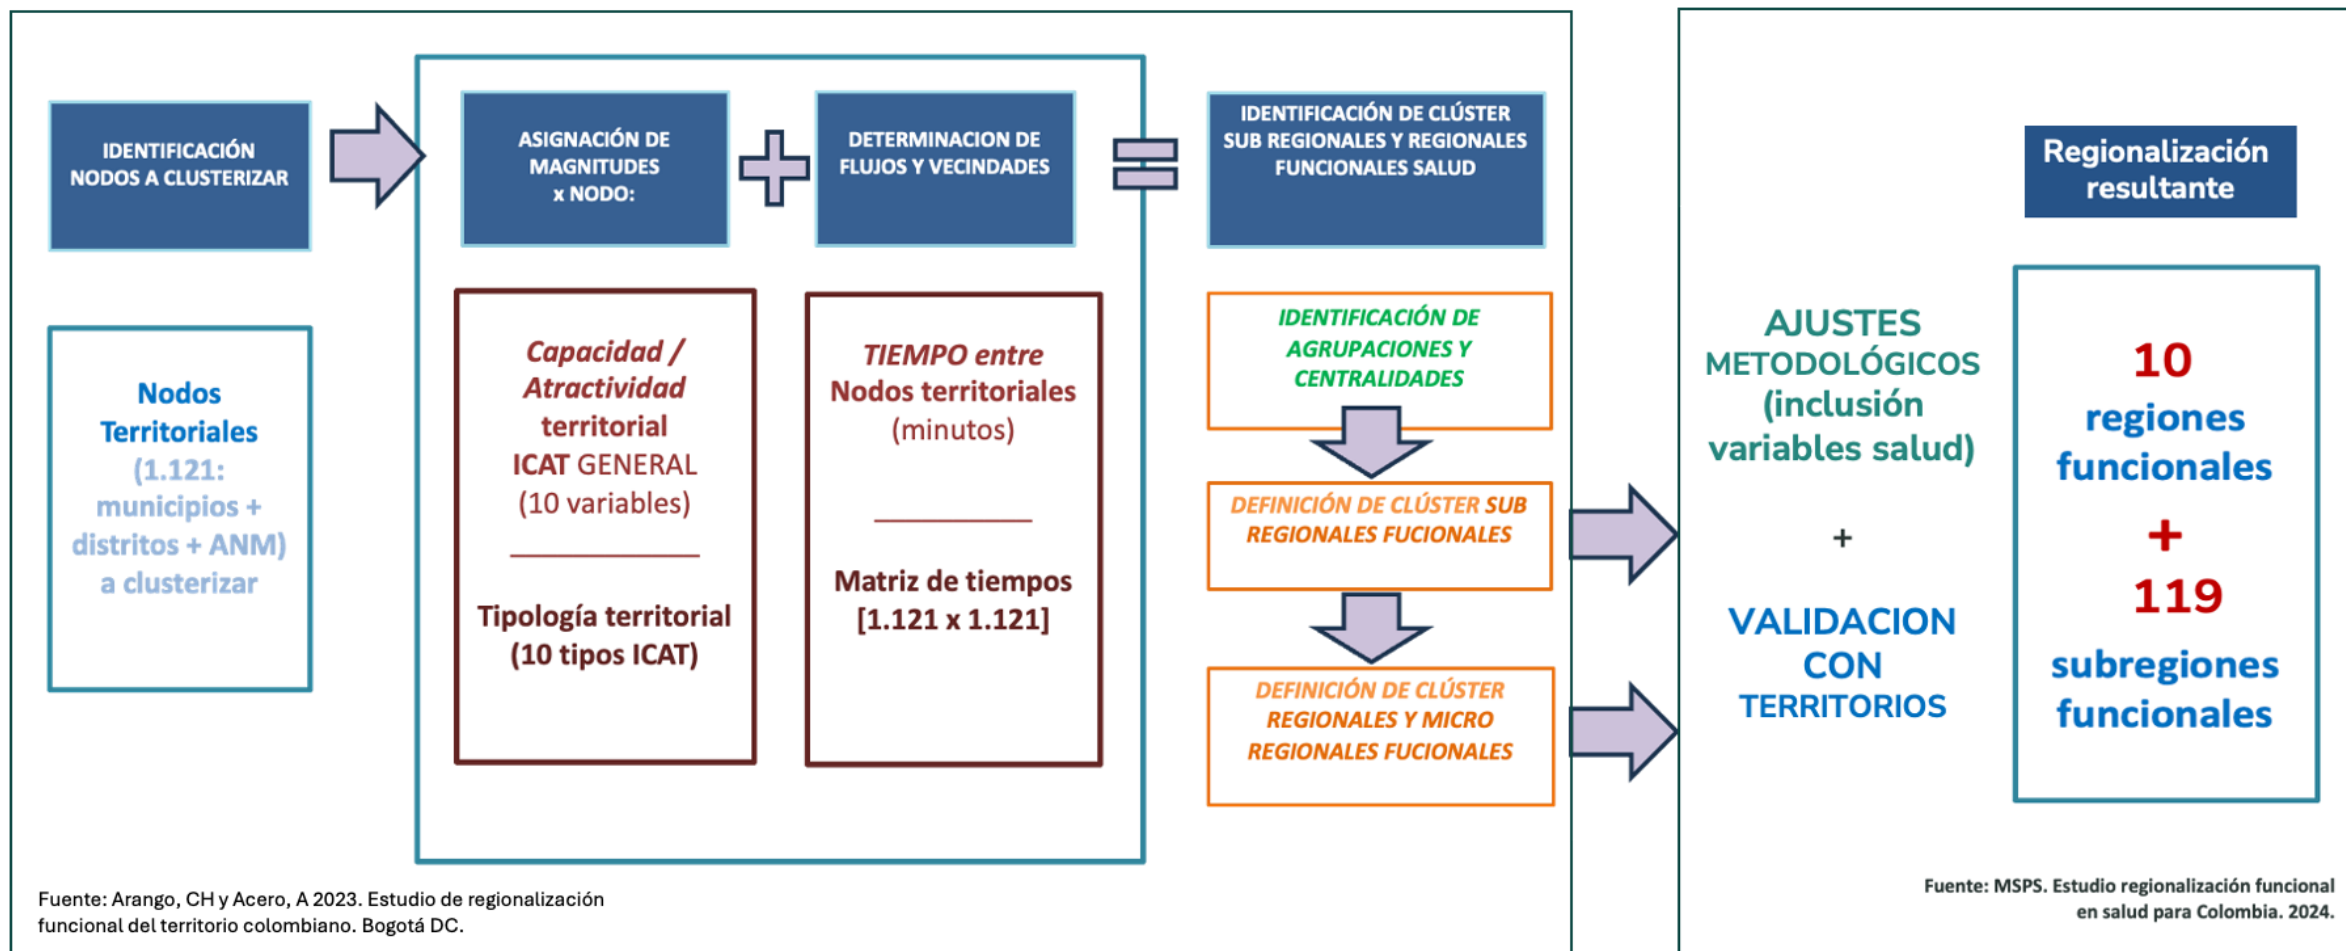 IDENTIFICACIÓN
NODOS A CLUSTERIZAR
Nodos
Territoriales
(1.121:
municipios +
distritos + ANM)
a clusterizar
ASIGNACIÓN DE
MAGNITUDES
x NODO:
Capacidad /
Atractividad
territorial
ICAT GENERAL
(10 variables)
Tipología territorial
(10 tipos ICAT)
DETERMINACION DE
FLUJOS Y VECINDADES
TIEMPO entre
Nodos territoriales
(minutos)
Matriz de tiempos
[1.121 x 1.121]
IDENTIFICACIÓN DE CLÚSTER
SUB REGIONALES Y REGIONALES
FUNCIONALES SALUD
IDENTIFICACIÓN DE
AGRUPACIONES Y
CENTRALIDADES
DEFINICIÓN DE CLÚSTER SUB
REGIONALES FUCIONALES
DEFINICIÓN DE CLÚSTER
REGIONALES Y MICRO
REGIONALES FUCIONALES
Fuente: Arango, CH y Acero, A 2023. Estudio de regionalización
funcional del territorio colombiano. Bogotá DC.
AJUSTES
METODOLÓGICOS
(inclusión
variables salud)
+
VALIDACION
CON
TERRITORIOS
Regionalización
resultante
10
regiones
funcionales
+
119
subregiones
funcionales
Fuente: MSPS. Estudio regionalización funcional
en salud para Colombia. 2024.